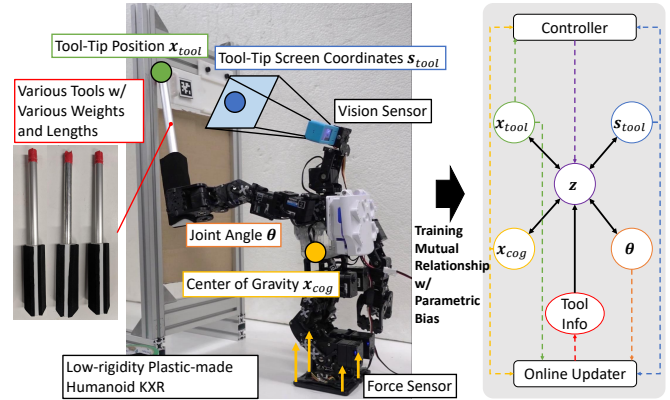 Tool-Tip Position x_tool
Tool-Tip Screen Coordinates s_tool
Various Tools w/
Various Weights
and Lengths
Vision Sensor
Joint Angle θ
Center of Gravity x_cog
Low-rigidity Plastic-made
Humanoid KXR
Force Sensor
Training
Mutual
Relationship
w/
Parametric
Bias
Controller
x_tool
s_tool
z
x_cog
θ
Tool
Info
Online Updater